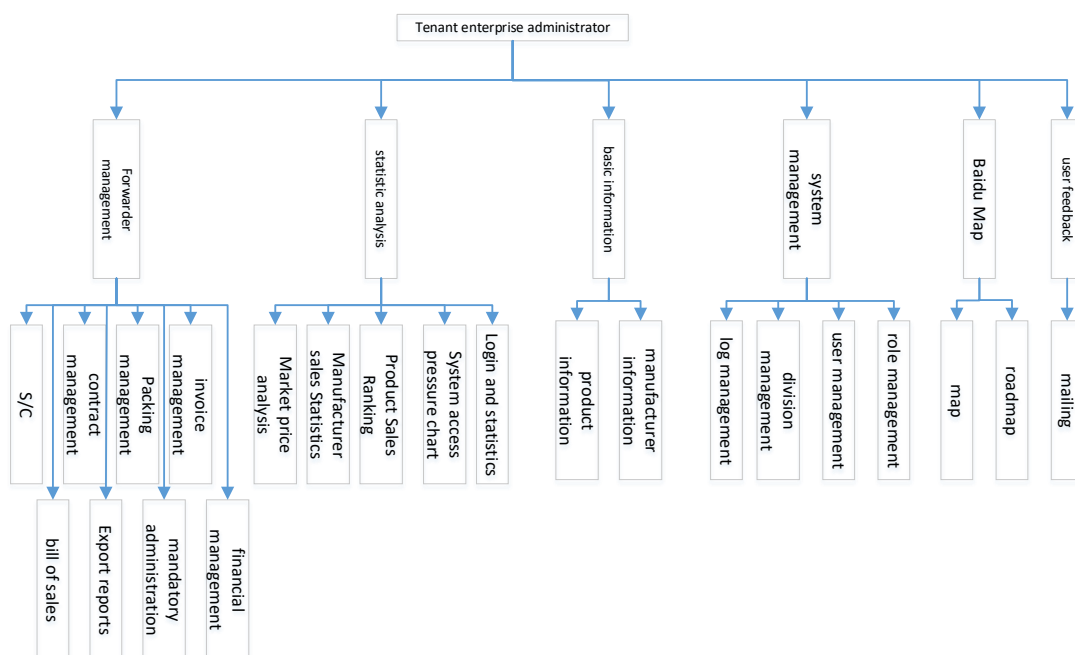 Tenant enterprise administrator
Forwarder
management
statistic analysis
basic information
system
management
Baidu Map
user feedback
S/C
contract
management
Packing
management
invoice
management
Market price
analysis
Manufacturer
sales Statistics
Product Sales
Ranking
System access
pressure chart
Login and statistics
product
information
manufacturer
information
log management
division
management
user management
role management
map
roadmap
mailing
bill of sales
Export reports
mandatory
administration
financial
management